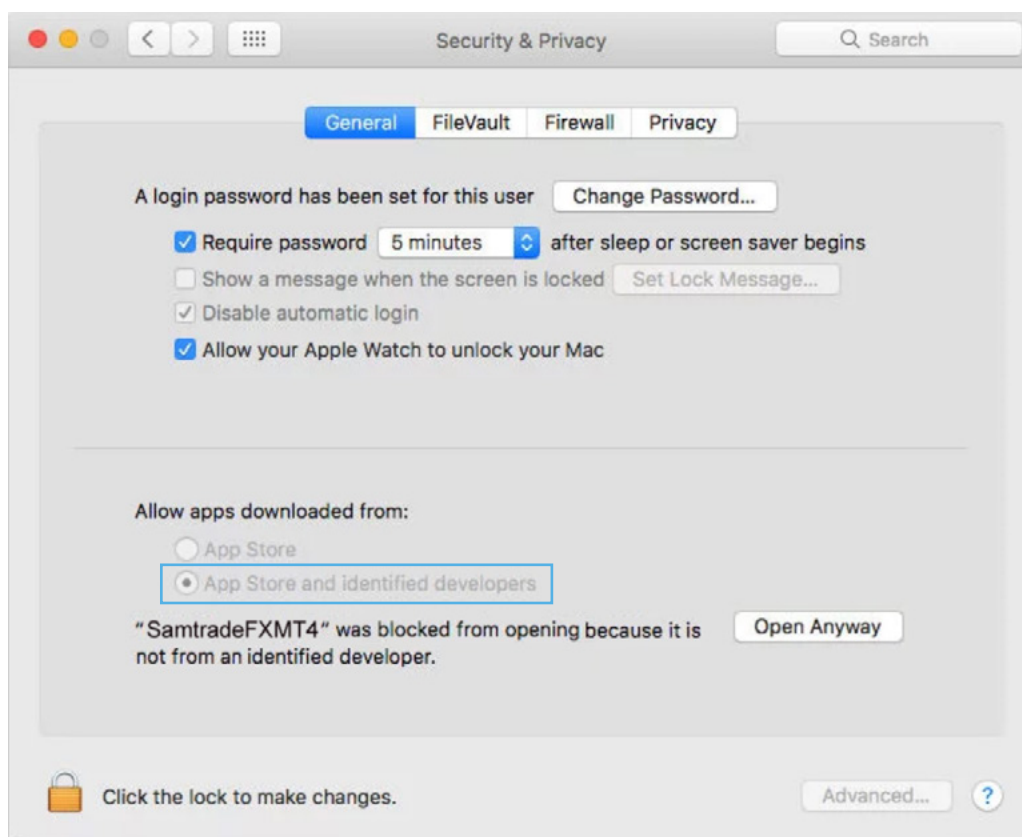 Security & Privacy
Search
General FileVault Firewall Privacy
A login password has been set for this user Change Password...
Require password 5 minutes after sleep or screen saver begins
Show a message when the screen is locked Set Lock Message...
Disable automatic login
Allow your Apple Watch to unlock your Mac
Allow apps downloaded from:
App Store
App Store and identified developers
“SamtradeFXMT4” was blocked from opening because it is
not from an identified developer.
Open Anyway
Click the lock to make changes.
Advanced... ?